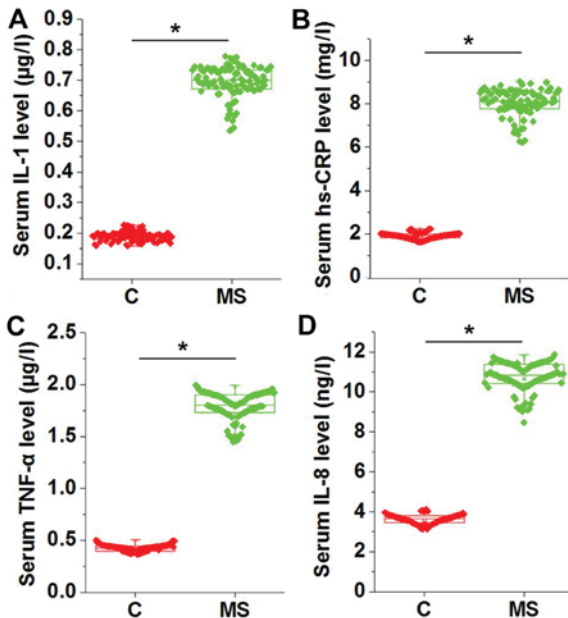 A
Serum IL-1 level (µg/l)
0.9
0.8
0.7
0.6
0.5
0.4
0.3
0.2
0.1
*
C MS
B
Serum hs-CRP level (mg/l)
10
8
6
4
2
0
*
C MS
C
Serum TNF-α level (µg/l)
2.5
2.0
1.5
1.0
0.5
0.0
*
C MS
D
Serum IL-8 level (ng/l)
12
10
8
6
4
2
0
*
C MS